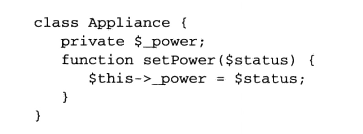 class Appliance {
   private $_power;
   function setPower($status) {
      $this->_power = $status;
   }
}